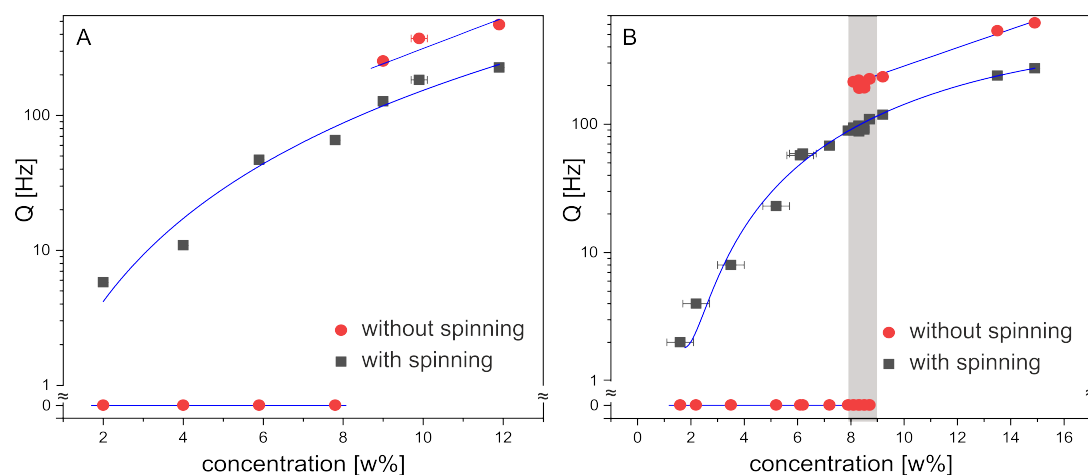 A
Q [Hz]
100
10
1
0
without spinning
with spinning
2 4 6 8 10 12
concentration [w%]
B
Q [Hz]
100
10
1
0
without spinning
with spinning
0 2 4 6 8 10 12 14 16
concentration [w%]